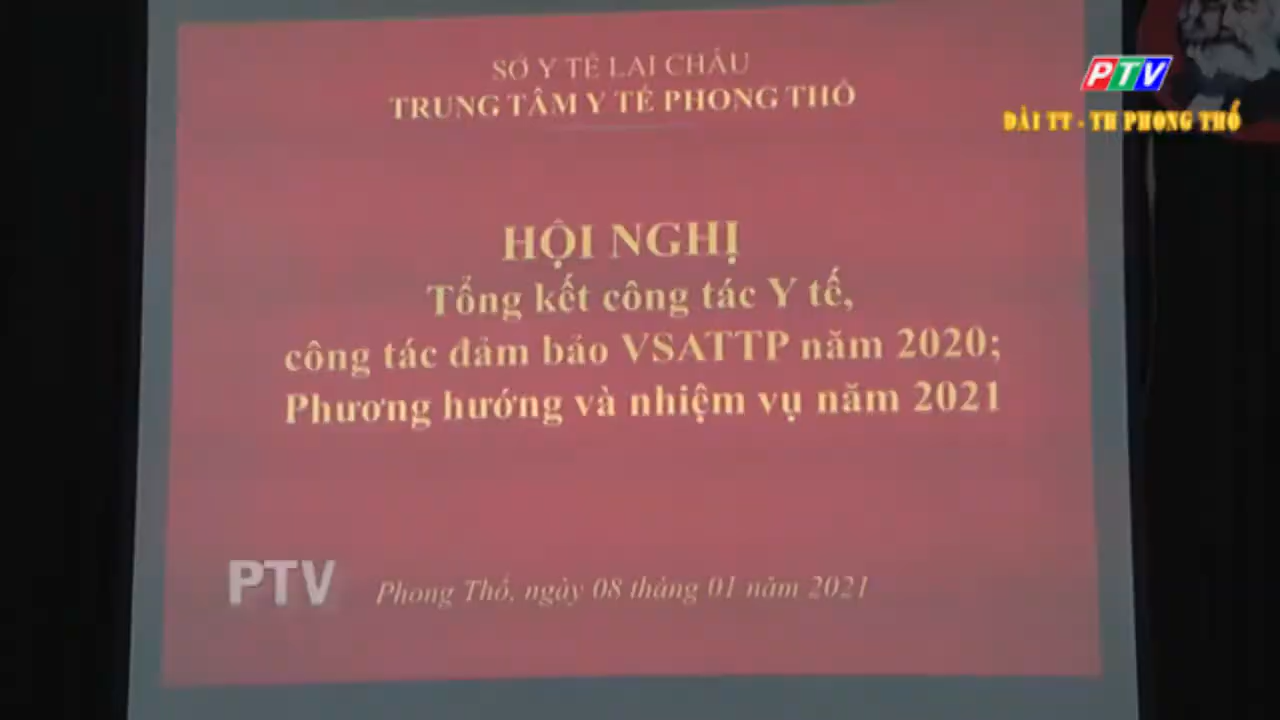 SỞ Y TẾ LAI CHÂU
TRUNG TÂM Y TẾ PHONG THỔ
PTV
ĐÀI TT - TH PHONG THỔ
HỘI NGHỊ
Tổng kết công tác Y tế,
công tác đảm bảo VSATTP năm 2020;
Phương hướng và nhiệm vụ năm 2021
PTV
Phong Thổ, ngày 08 tháng 01 năm 2021